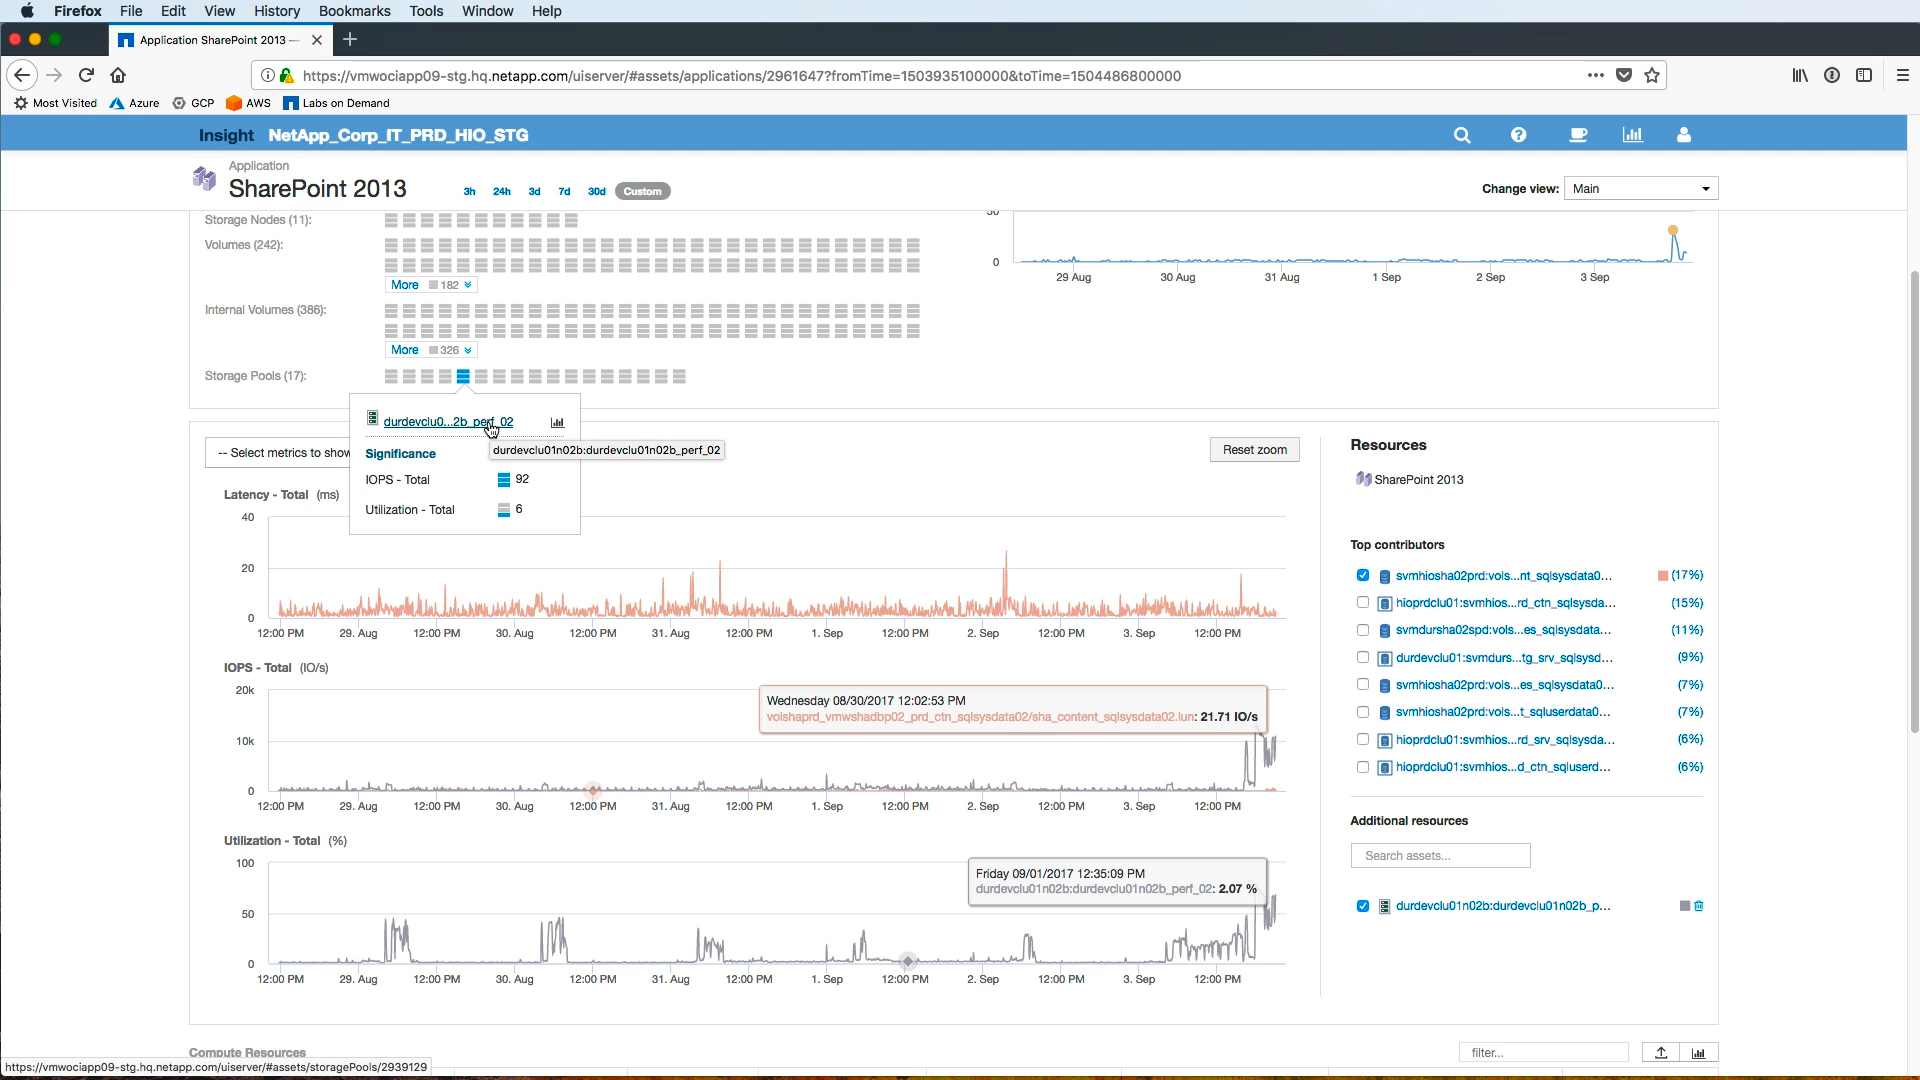 Firefox File Edit View History Bookmarks Tools Window Help
Application SharePoint 2013 —
https://vmwociapp09-stg.hq.netapp.com/uiserver/#assets/applications/2961647?fromTime=1503935100000&toTime=1504486800000
Most Visited Azure GCP AWS Labs on Demand
Insight NetApp_Corp_IT_PRD_HIO_STG
Application
SharePoint 2013
3h 24h 3d 7d 30d Custom
Change view: Main
Storage Nodes (11):
Volumes (242):
More 182
Internal Volumes (386):
More 326
Storage Pools (17):
50
0
29 Aug 30 Aug 31 Aug 1 Sep 2 Sep 3 Sep
durdevclu0...2b_perf_02
durdevclu01n02b:durdevclu01n02b_perf_02
Significance
IOPS - Total 92
Utilization - Total 6
-- Select metrics to show
Reset zoom
Latency - Total (ms)
40
20
0
12:00 PM 29. Aug 12:00 PM 30. Aug 12:00 PM 31. Aug 12:00 PM 1. Sep 12:00 PM 2. Sep 12:00 PM 3. Sep 12:00 PM
IOPS - Total (IO/s)
20k
10k
0
Wednesday 08/30/2017 12:02:53 PM
volshaprd_vmwshadbp02_prd_ctn_sqlsysdata02/sha_content_sqlsysdata02.lun: 21.71 IO/s
12:00 PM 29. Aug 12:00 PM 30. Aug 12:00 PM 31. Aug 12:00 PM 1. Sep 12:00 PM 2. Sep 12:00 PM 3. Sep 12:00 PM
Utilization - Total (%)
100
50
0
Friday 09/01/2017 12:35:09 PM
durdevclu01n02b:durdevclu01n02b_perf_02: 2.07 %
12:00 PM 29. Aug 12:00 PM 30. Aug 12:00 PM 31. Aug 12:00 PM 1. Sep 12:00 PM 2. Sep 12:00 PM 3. Sep 12:00 PM
Resources
SharePoint 2013
Top contributors
svmhiosha02prd:vols...nt_sqlsysdata0... (17%)
hioprdclu01:svmhios...rd_ctn_sqlsysda... (15%)
svmdursha02spd:vols...es_sqlsysdata... (11%)
durdevclu01:svmdurs...tg_srv_sqlsysd... (9%)
svmhiosha02prd:vols...es_sqlsysdata0... (7%)
svmhiosha02prd:vols...t_sqluserdata0... (7%)
hioprdclu01:svmhios...rd_srv_sqlsysda... (6%)
hioprdclu01:svmhios...d_ctn_sqluserd... (6%)
Additional resources
Search assets...
durdevclu01n02b:durdevclu01n02b_p...
Compute Resources
filter...
https://vmwociapp09-stg.hq.netapp.com/uiserver/#assets/storagePools/2939129